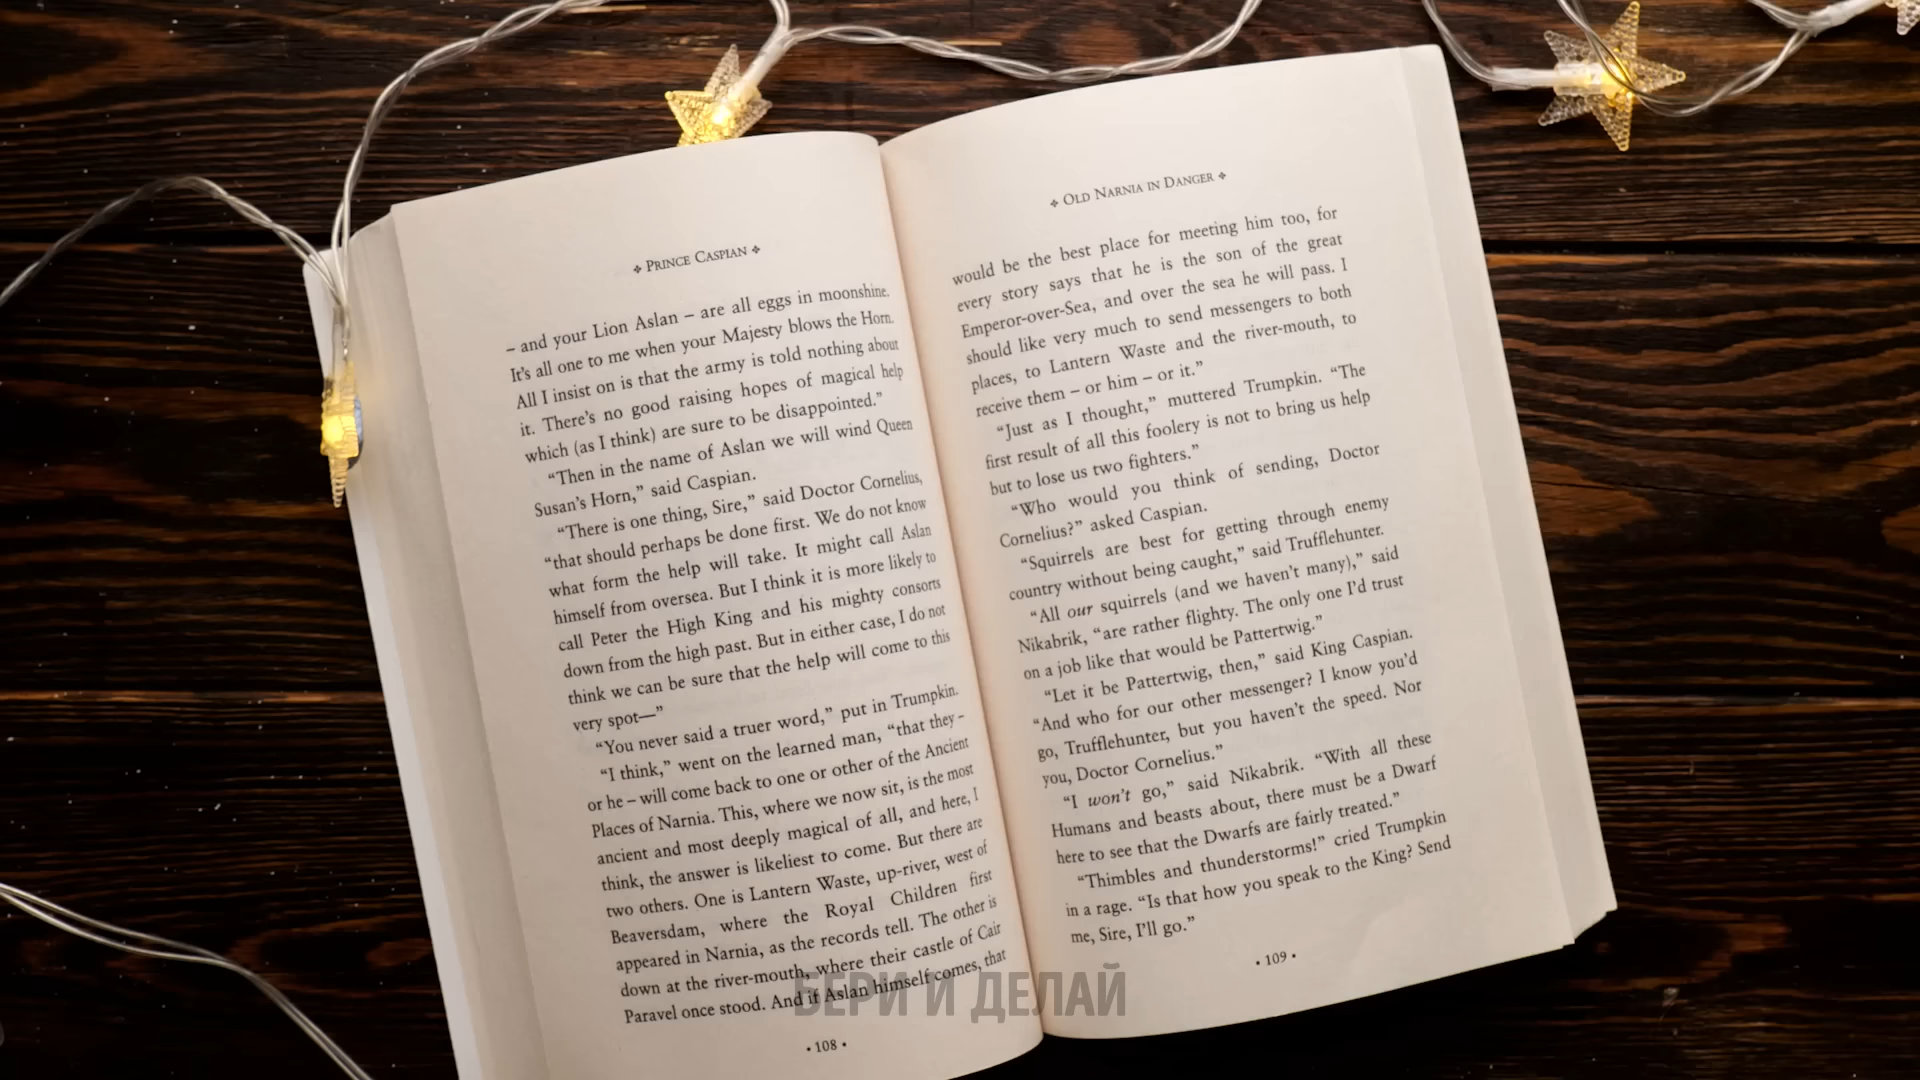 ❖ PRINCE CASPIAN ❖
– and your Lion Aslan – are all eggs in moonshine.
It’s all one to me when your Majesty blows the Horn.
All I insist on is that the army is told nothing about
it. There’s no good raising hopes of magical help
which (as I think) are sure to be disappointed.”
“Then in the name of Aslan we will wind Queen
Susan’s Horn,” said Caspian.
“There is one thing, Sire,” said Doctor Cornelius,
“that should perhaps be done first. We do not know
what form the help will take. It might call Aslan
himself from oversea. But I think it is more likely to
call Peter the High King and his mighty consorts
down from the high past. But in either case, I do not
think we can be sure that the help will come to this
very spot—”
“You never said a truer word,” put in Trumpkin.
“I think,” went on the learned man, “that they –
or he – will come back to one or other of the Ancient
Places of Narnia. This, where we now sit, is the most
ancient and most deeply magical of all, and here, I
think, the answer is likeliest to come. But there are
two others. One is Lantern Waste, up-river, west of
Beaversdam, where the Royal Children first
appeared in Narnia, as the records tell. The other is
down at the river-mouth, where their castle of Cair
Paravel once stood. And if Aslan himself comes, that
• 108 •
❖ OLD NARNIA IN DANGER ❖
would be the best place for meeting him too, for
every story says that he is the son of the great
Emperor-over-Sea, and over the sea he will pass. I
should like very much to send messengers to both
places, to Lantern Waste and the river-mouth, to
receive them – or him – or it.”
“Just as I thought,” muttered Trumpkin. “The
first result of all this foolery is not to bring us help
but to lose us two fighters.”
“Who would you think of sending, Doctor
Cornelius?” asked Caspian.
“Squirrels are best for getting through enemy
country without being caught,” said Trufflehunter.
“All our squirrels (and we haven’t many),” said
Nikabrik, “are rather flighty. The only one I’d trust
on a job like that would be Pattertwig.”
“Let it be Pattertwig, then,” said King Caspian.
“And who for our other messenger? I know you’d
go, Trufflehunter, but you haven’t the speed. Nor
you, Doctor Cornelius.”
“I won’t go,” said Nikabrik. “With all these
Humans and beasts about, there must be a Dwarf
here to see that the Dwarfs are fairly treated.”
“Thimbles and thunderstorms!” cried Trumpkin
in a rage. “Is that how you speak to the King? Send
me, Sire, I’ll go.”
• 109 •
БЕРИ И ДЕЛАЙ